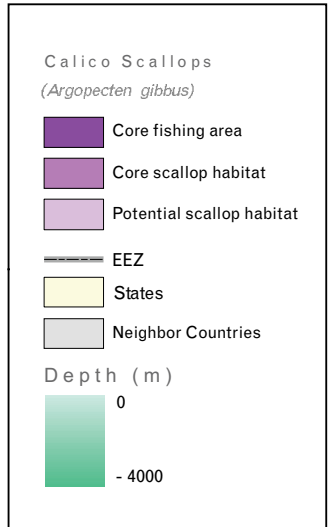 Calico Scallops
(Argopecten gibbus)
Core fishing area
Core scallop habitat
Potential scallop habitat
EEZ
States
Neighbor Countries
Depth (m)
0
- 4000